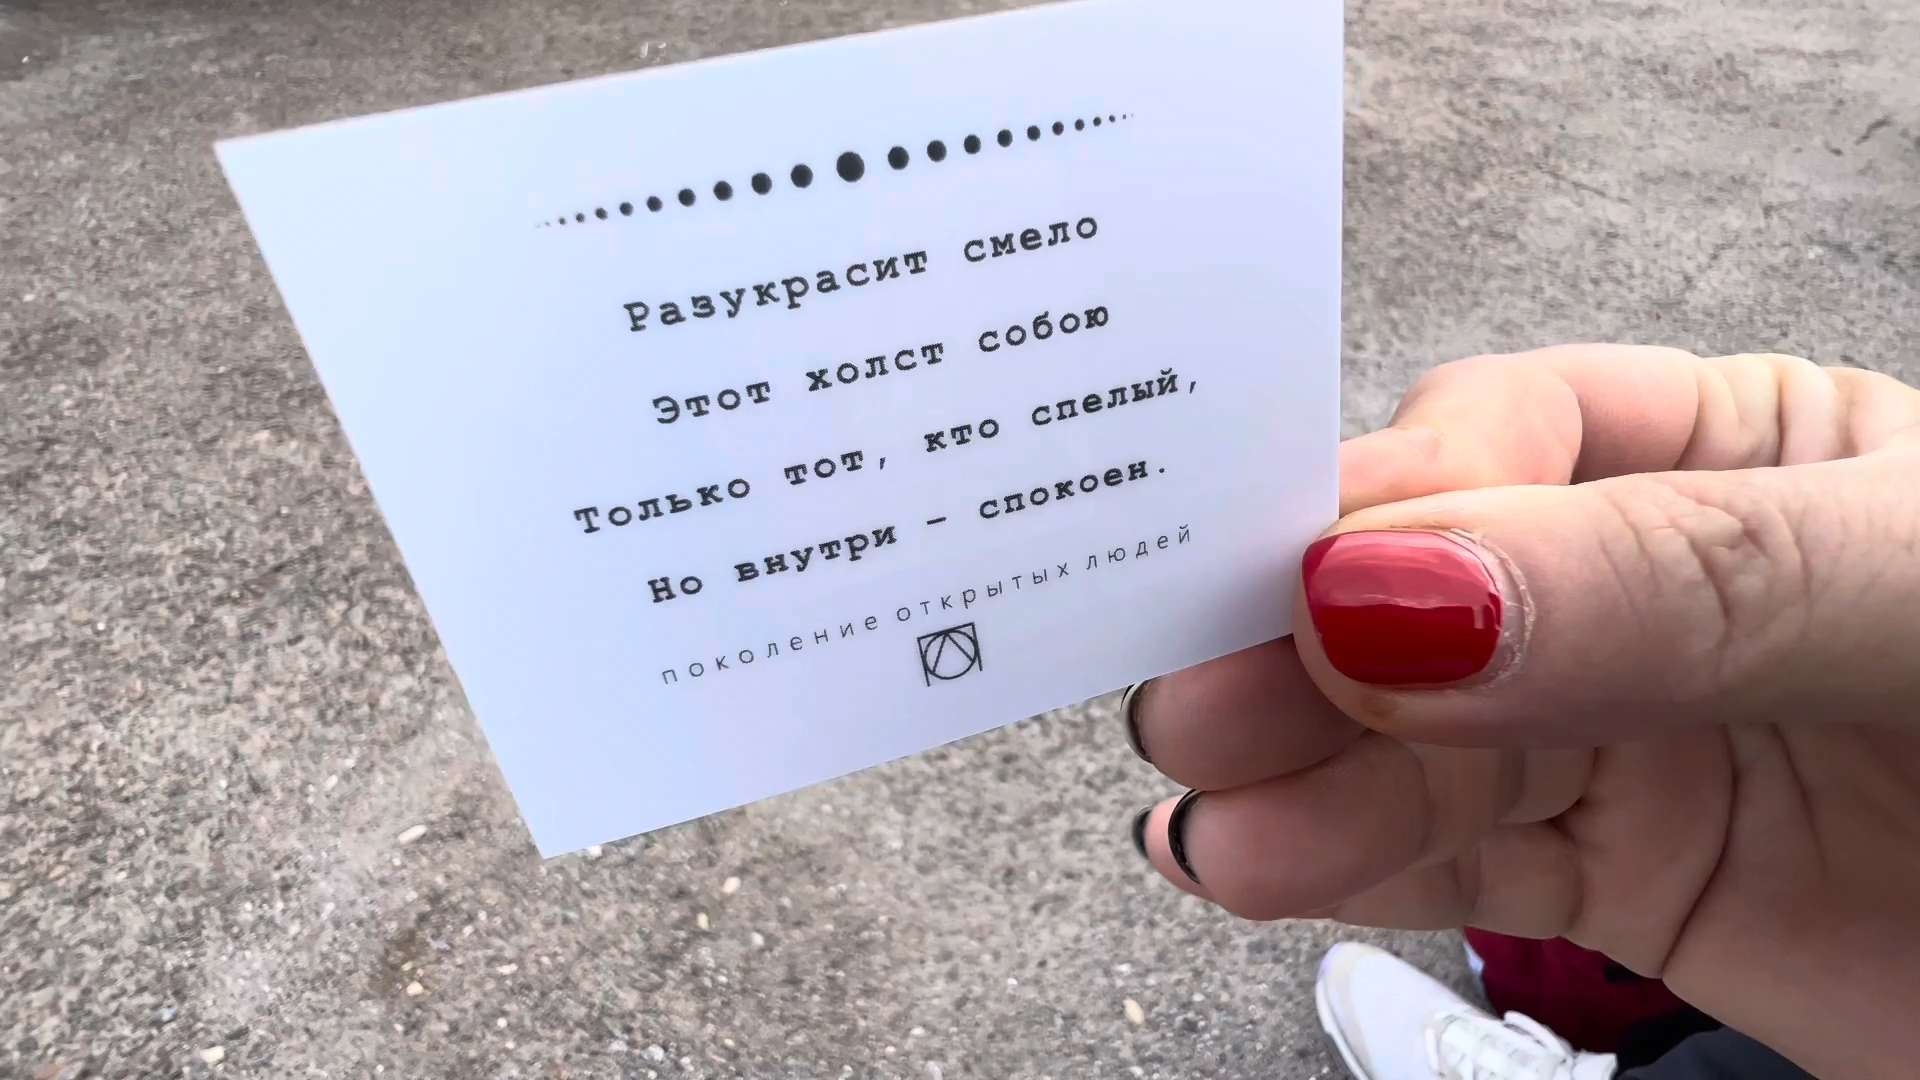 Разукрасит смело
Этот холст собою
Только тот, кто спелый,
Но внутри - спокоен.
поколение открытых людей